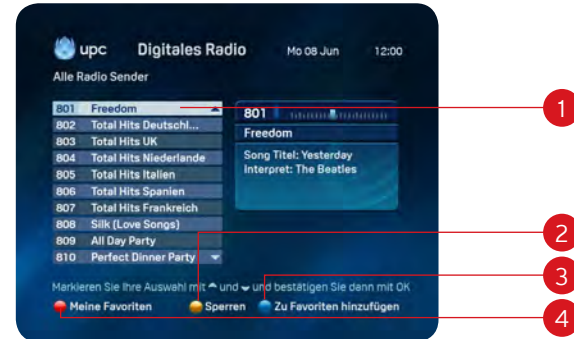 upc Digitales Radio Mo 08 Jun 12:00
Alle Radio Sender
801 Freedom
802 Total Hits Deutschl...
803 Total Hits UK
804 Total Hits Niederlande
805 Total Hits Italien
806 Total Hits Spanien
807 Total Hits Frankreich
808 Silk (Love Songs)
809 All Day Party
810 Perfect Dinner Party
801
Freedom
Song Titel: Yesterday
Interpret: The Beatles
Markieren Sie Ihre Auswahl mit und und bestätigen Sie dann mit OK
Meine Favoriten Sperren Zu Favoriten hinzufügen
1
2
3
4